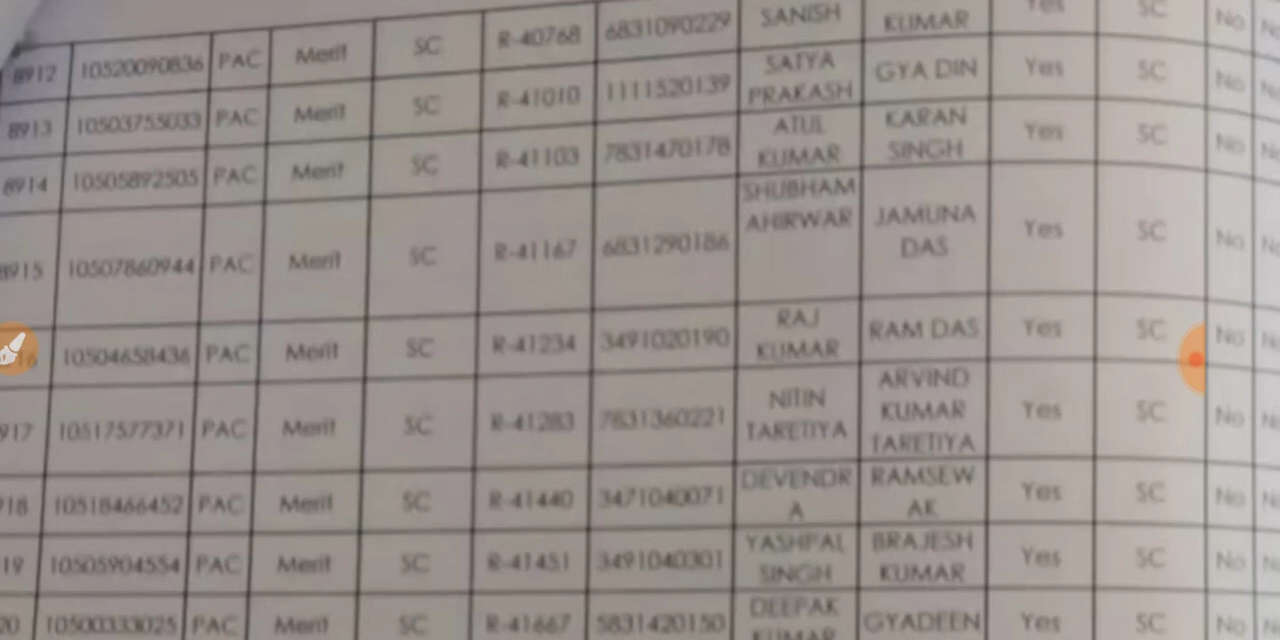 8912 10520090836 PAC Merit SC R-40768 6831090229 SANISH KUMAR Yes SC No
8913 10503755033 PAC Merit SC R-41010 1111520139 SATYA PRAKASH GYA DIN Yes SC No
8914 10505892505 PAC Merit SC R-41103 7831470178 ATUL KUMAR KARAN SINGH Yes SC No
8915 10507860944 PAC Merit SC R-41167 6831290186 SHUBHAM AHIRWAR JAMUNA DAS Yes SC No
16 10504658436 PAC Merit SC R-41234 3491020190 RAJ KUMAR RAM DAS Yes SC No
917 10517577371 PAC Merit SC R-41283 7831360221 NITIN TARETIYA ARVIND KUMAR TARETIYA Yes SC No
918 10518466452 PAC Merit SC R-41440 3471040071 DEVENDR A RAMSEW AK Yes SC No
19 10505904554 PAC Merit SC R-41451 3491040301 YASHPAL SINGH BRAJESH KUMAR Yes SC No
20 10500333025 PAC Merit SC R-41667 5831420150 DEEPAK KUMAR GYADEEN Yes SC No